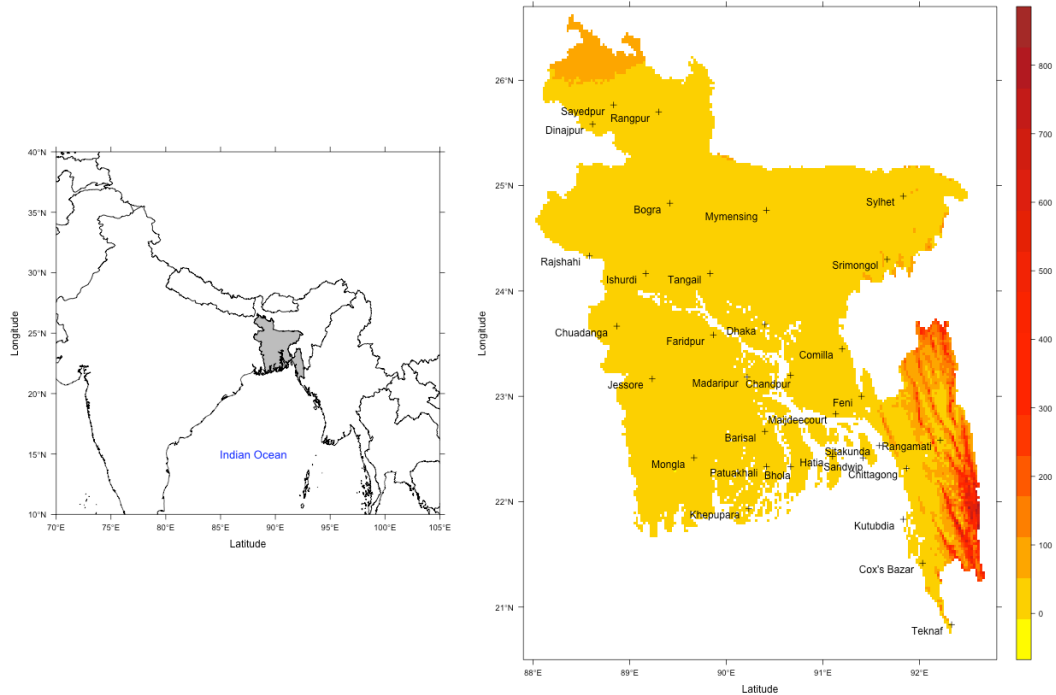 40°N
35°N
30°N
25°N
20°N
15°N
10°N
Longitude
Indian Ocean
70°E
75°E
80°E
85°E
90°E
95°E
100°E
105°E
Latitude
26°N
25°N
24°N
23°N
22°N
21°N
Longitude
Sayedpur
Rangpur
Dinajpur
Bogra
Mymensing
Sylhet
Rajshahi
Srimongol
Ishurdi
Tangail
Chuadanga
Dhaka
Faridpur
Comilla
Jessore
Madaripur
Chandpur
Feni
Maijdeecourt
Barisal
Sitakunda
Rangamati
Mongla
Patuakhali
Bhola
Hatia
Sandwip
Chittagong
Khepupara
Kutubdia
Cox's Bazar
Teknaf
88°E
89°E
90°E
91°E
92°E
Latitude
800
700
600
500
400
300
200
100
0